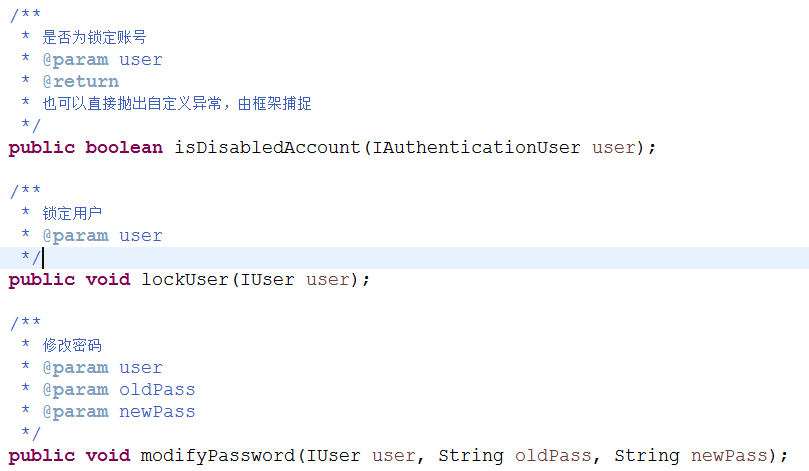 /**
 * 是否为锁定账号
 * @param user
 * @return
 * 也可以直接抛出自定义异常，由框架捕捉
 */
public boolean isDisabledAccount(IAuthenticationUser user);
/**
 * 锁定用户
 * @param user
 */
public void lockUser(IUser user);
/**
 * 修改密码
 * @param user
 * @param oldPass
 * @param newPass
 */
public void modifyPassword(IUser user, String oldPass, String newPass);